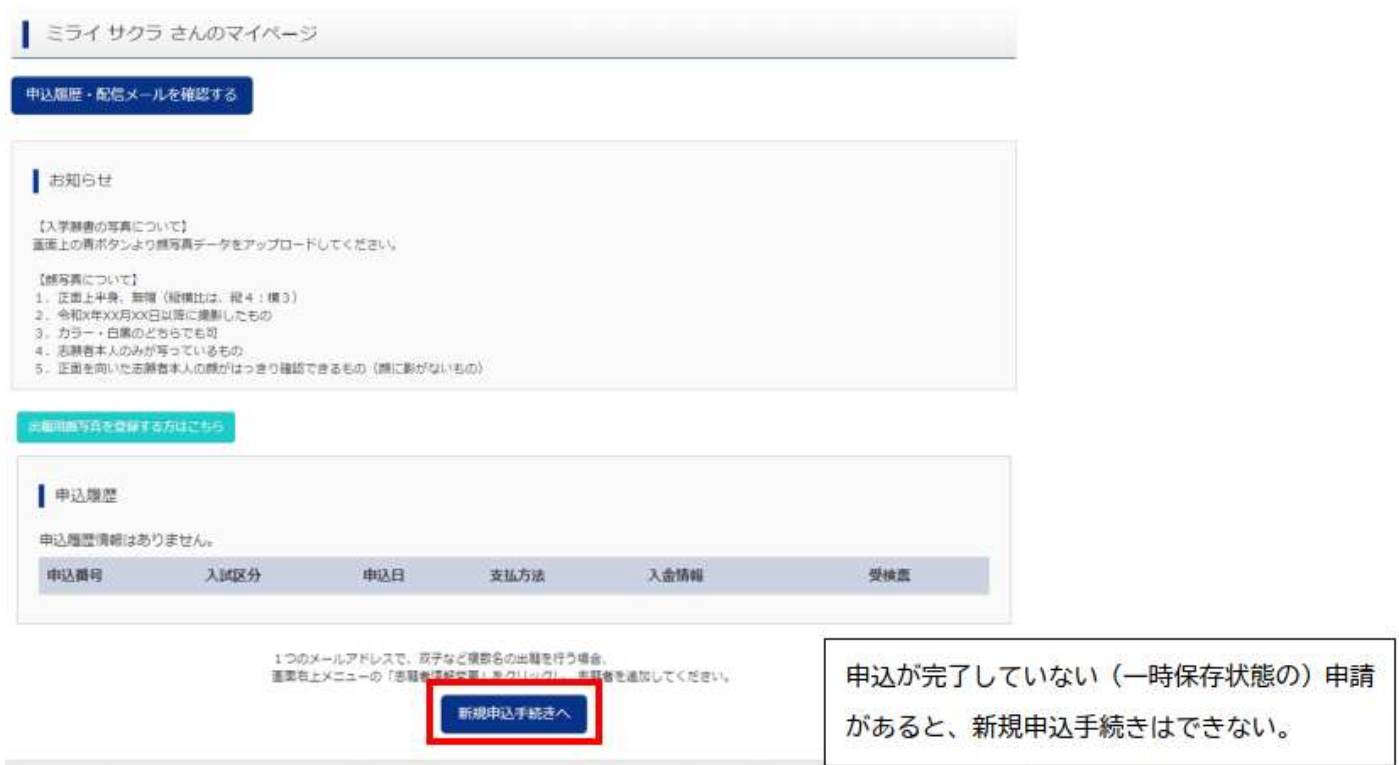 ミライ サクラ さんのマイページ
申込履歴・配信メールを確認する
お知らせ
【入学願書の写真について】
画面上の青ボタンより顔写真データをアップロードしてください。
【顔写真について】
1. 正面上半身、無帽（縦横比は、縦4：横3）
2. 令和X年XX月XX日以降に撮影したもの
3. カラー・白黒のどちらでも可
4. 志願者本人のみが写っているもの
5. 正面を向いた志願者本人の顔がはっきり確認できるもの（顔に影がないもの）
出願用顔写真を登録する方はこちら
申込履歴
申込履歴情報はありません。
申込番号 入試区分 申込日 支払方法 入金情報 受検票
1つのメールアドレスで、双子など複数名の出願を行う場合、
画面右上メニューの「志願者情報変更」をクリックし、志願者を追加してください。
新規申込手続きへ
申込が完了していない（一時保存状態の）申請
があると、新規申込手続きはできない。